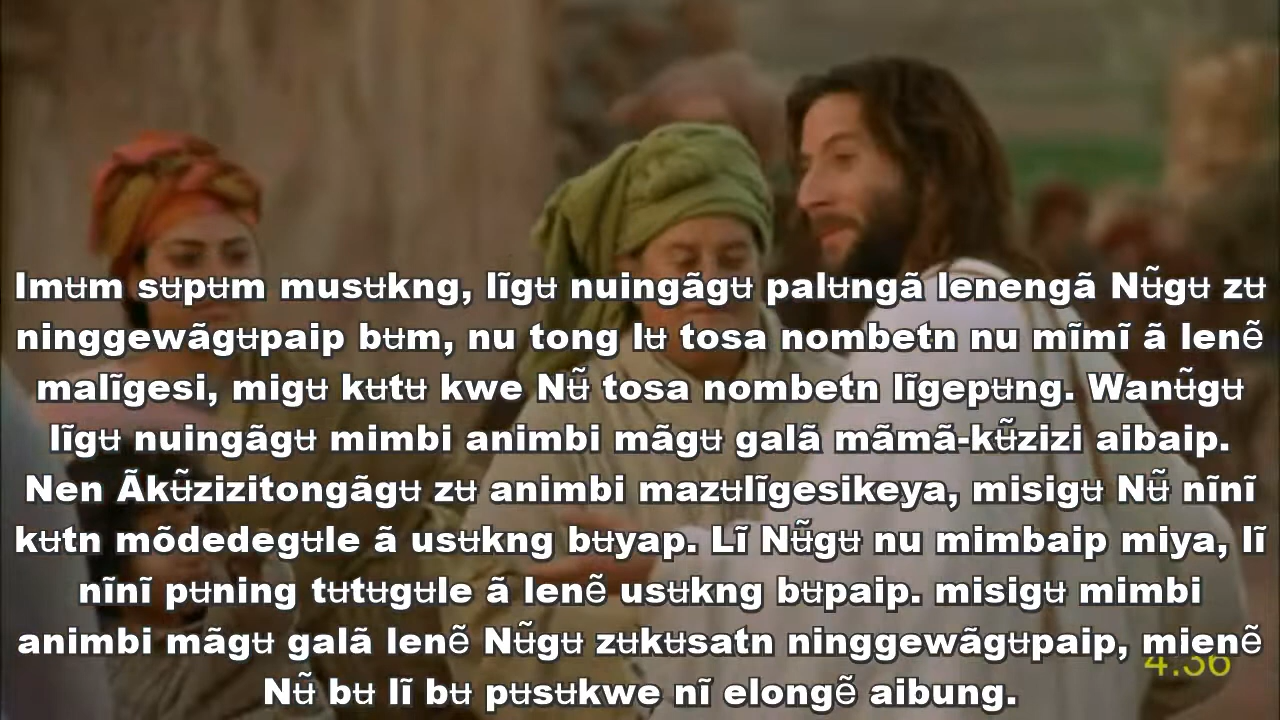 Imʉm sʉpʉm musʉkng, lĩgʉ nuingãgʉ palʉngã lenengã Nʉ̃gʉ zʉ
ninggewãgʉpaip bʉm, nu tong lʉ tosa nombetn nu mĩmĩ ã lenẽ
malĩgesi, migʉ kʉtʉ kwe Nʉ̃ tosa nombetn lĩgepʉng. Wanʉ̃gʉ
lĩgʉ nuingãgʉ mimbi animbi mãgʉ galã mãmã-kʉ̃zizi aibaip.
Nen Ãkʉ̃zizitongãgʉ zʉ animbi mazʉlĩgesikeya, misigʉ Nʉ̃ nĩnĩ
kʉtn mõdedegʉle ã usʉkng bʉyap. Lĩ Nʉ̃gʉ nu mimbaip miya, lĩ
nĩnĩ pʉning tʉtʉgʉle ã lenẽ usʉkng bʉpaip. misigʉ mimbi
animbi mãgʉ galã lenẽ Nʉ̃gʉ zʉkʉsatn ninggewãgʉpaip, mienẽ
Nʉ̃ bʉ lĩ bʉ pʉsʉkwe nĩ elongẽ aibung.
4:36